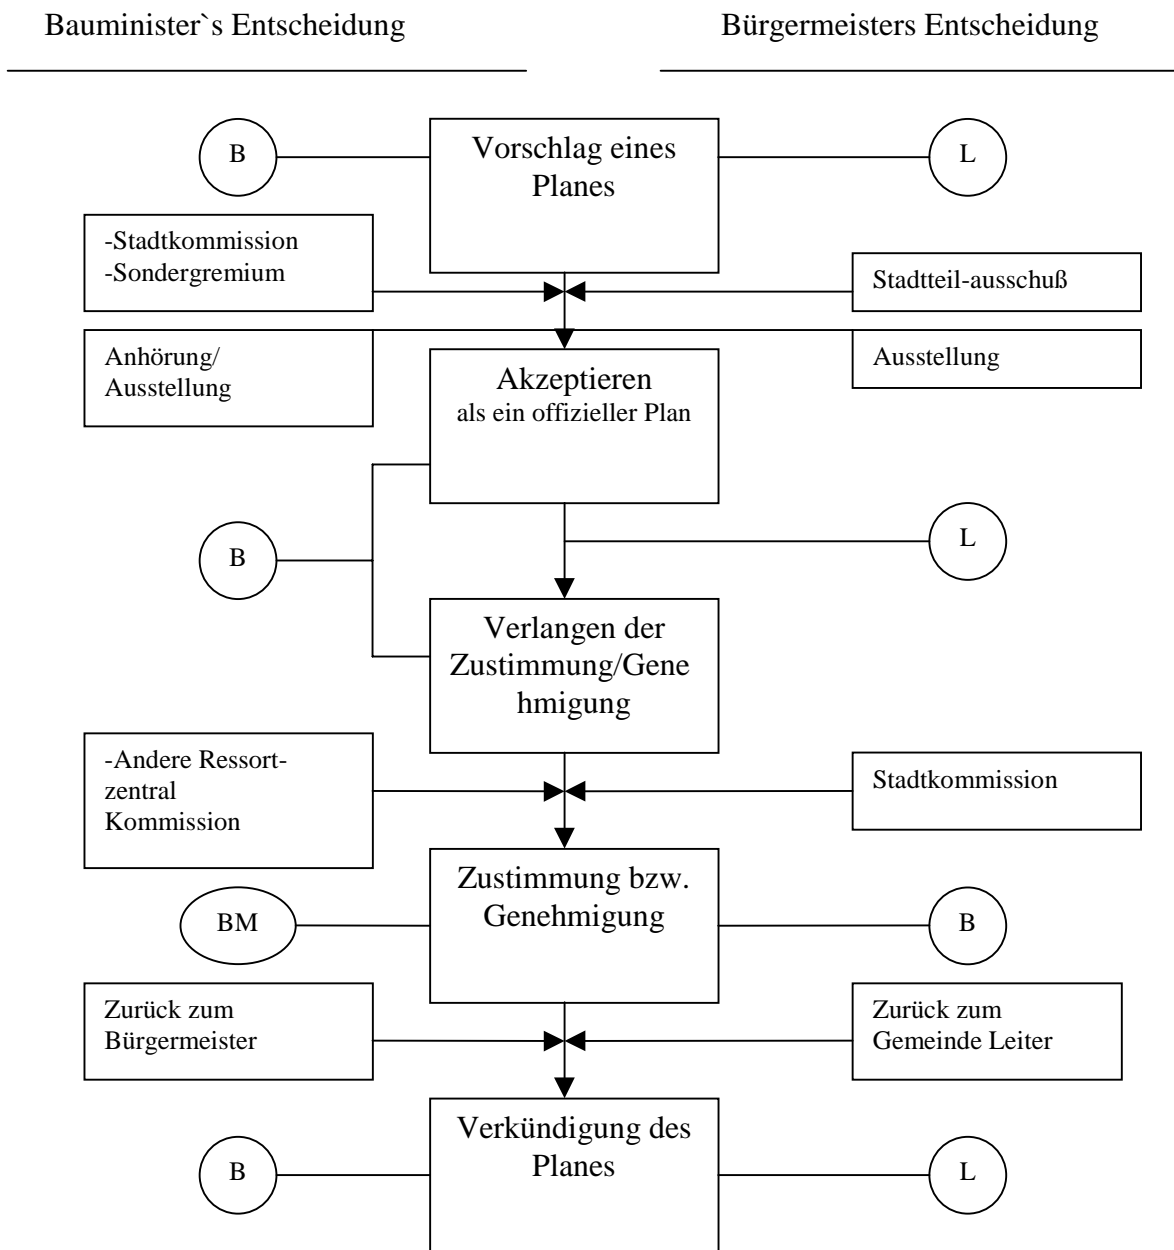 Bauminister`s Entscheidung
Bürgermeisters Entscheidung
B
Vorschlag eines
Planes
L
-Stadtkommission
-Sondergremium
Stadtteil-ausschuß
Anhörung/
Ausstellung
Ausstellung
Akzeptieren
als ein offizieller Plan
B
L
Verlangen der
Zustimmung/Gene
hmigung
-Andere Ressort-
zentral
Kommission
Stadtkommission
Zustimmung bzw.
Genehmigung
BM
B
Zurück zum
Bürgermeister
Zurück zum
Gemeinde Leiter
Verkündigung des
Planes
B
L